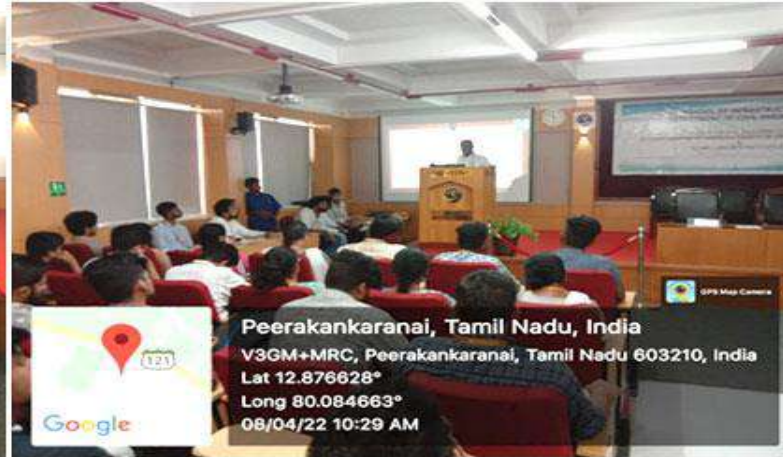 GPS Map Camera
Peerakankaranai, Tamil Nadu, India
V3GM+MRC, Peerakankaranai, Tamil Nadu 603210, India
Lat 12.876628°
Long 80.084663°
08/04/22 10:29 AM
121
Google